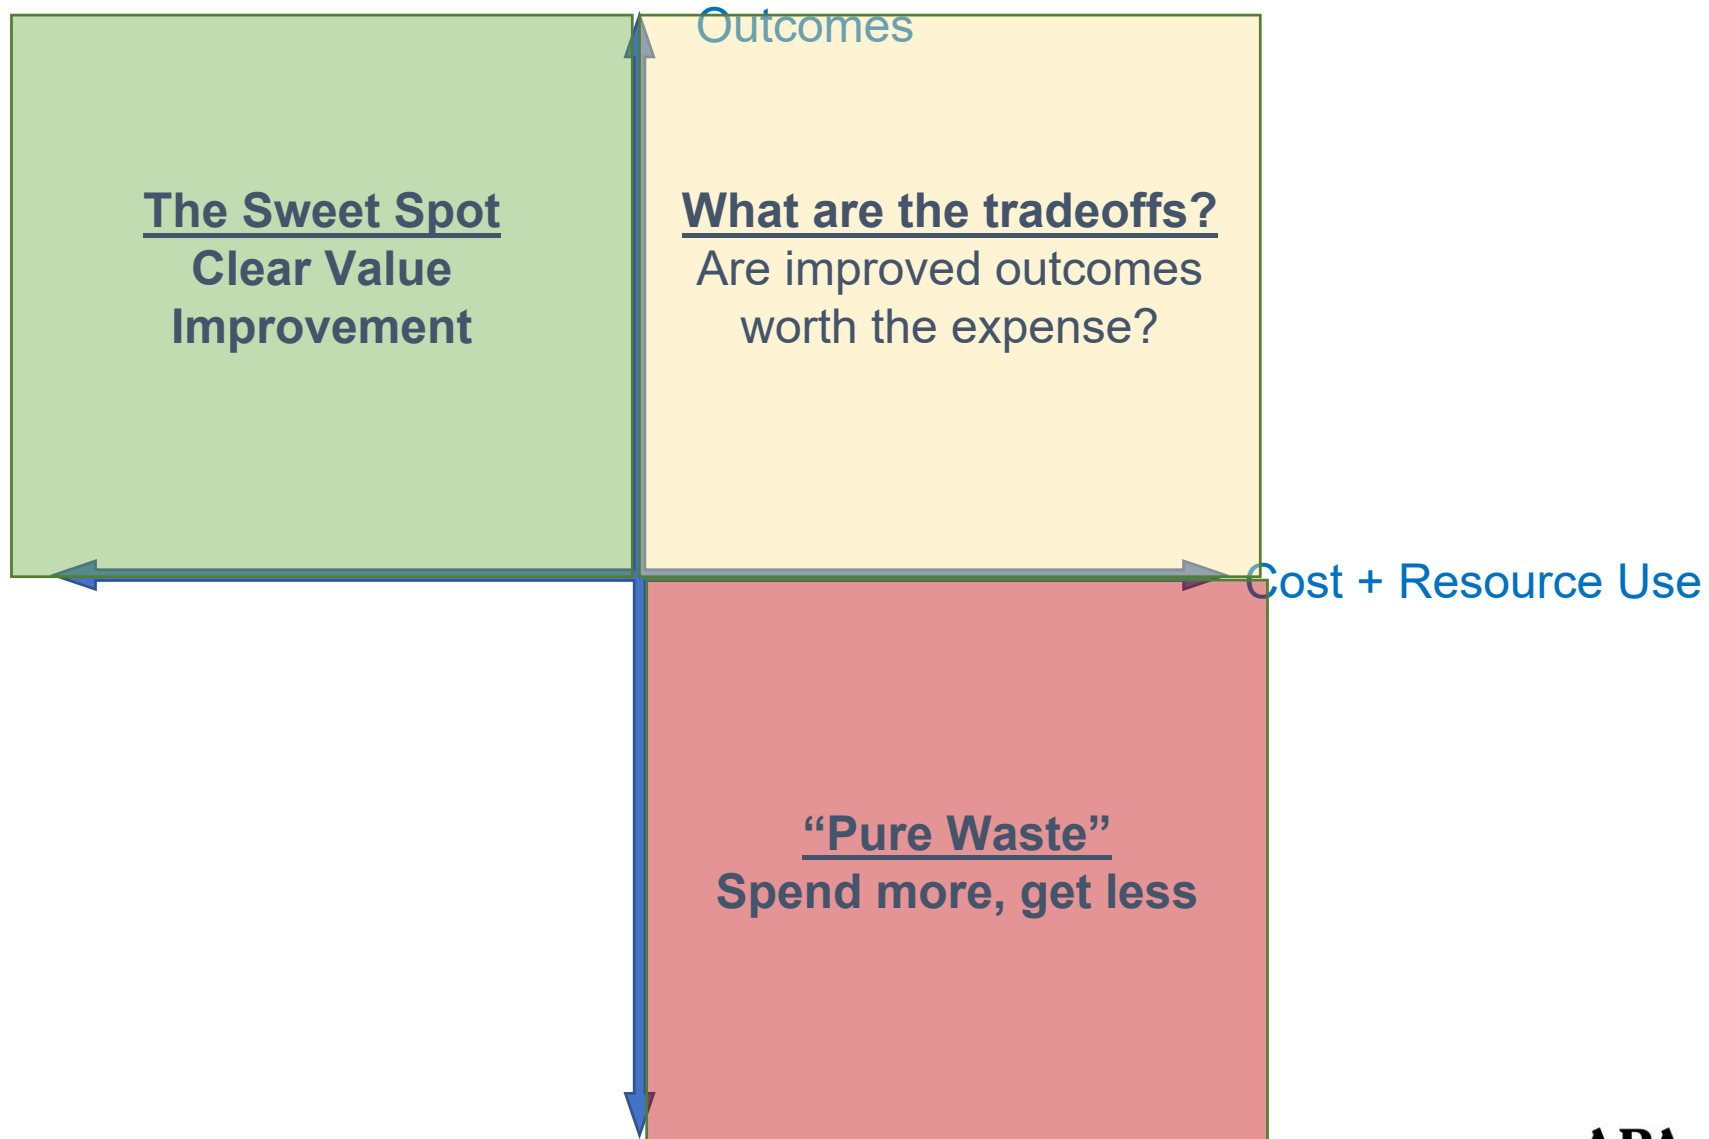 Outcomes
The Sweet Spot
Clear Value
Improvement
What are the tradeoffs?
Are improved outcomes
worth the expense?
Cost + Resource Use
“Pure Waste”
Spend more, get less